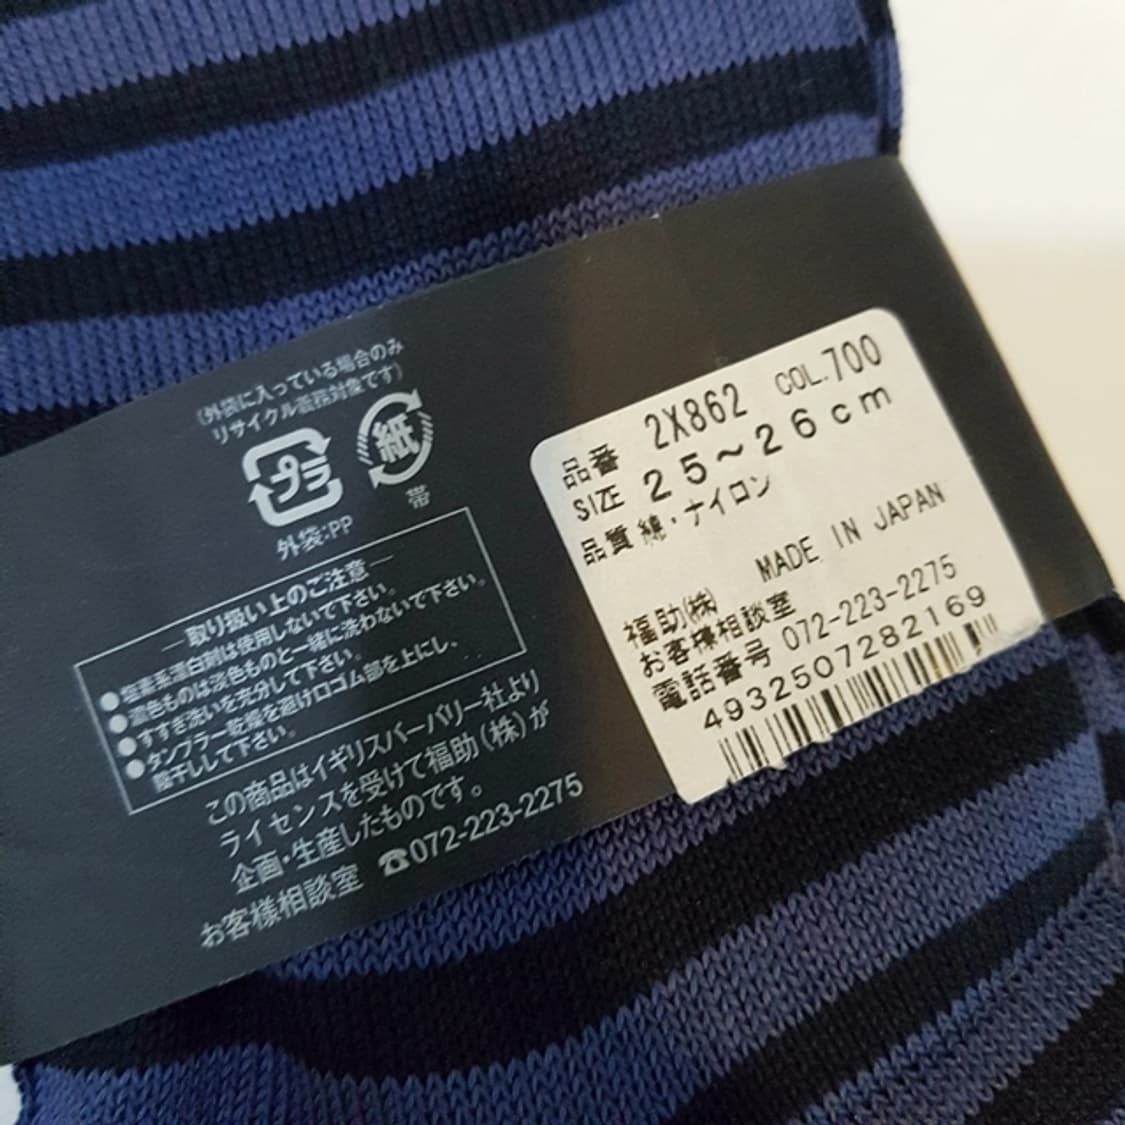 (外袋に入っている場合のみ
リサイクル義務対象です)
プラ
紙
外袋:PP
帯
取り扱い上のご注意
●塩素系漂白剤は使用しないで下さい。
●濃色ものは淡色ものと一緒に洗わないで下さい。
●すすぎ洗いを充分して下さい。
●タンブラー乾燥を避け口ゴム部を上にし、
陰干しして下さい。
この商品はイギリスバーバリー社より
ライセンスを受けて福助(株)が
企画・生産したものです。
お客様相談室 ☎072-223-2275
品番 2X862 COL.700
SIZE 25~26cm
品質 綿・ナイロン
MADE IN JAPAN
福助㈱
お客様相談室
電話番号 072-223-2275
4932507282169